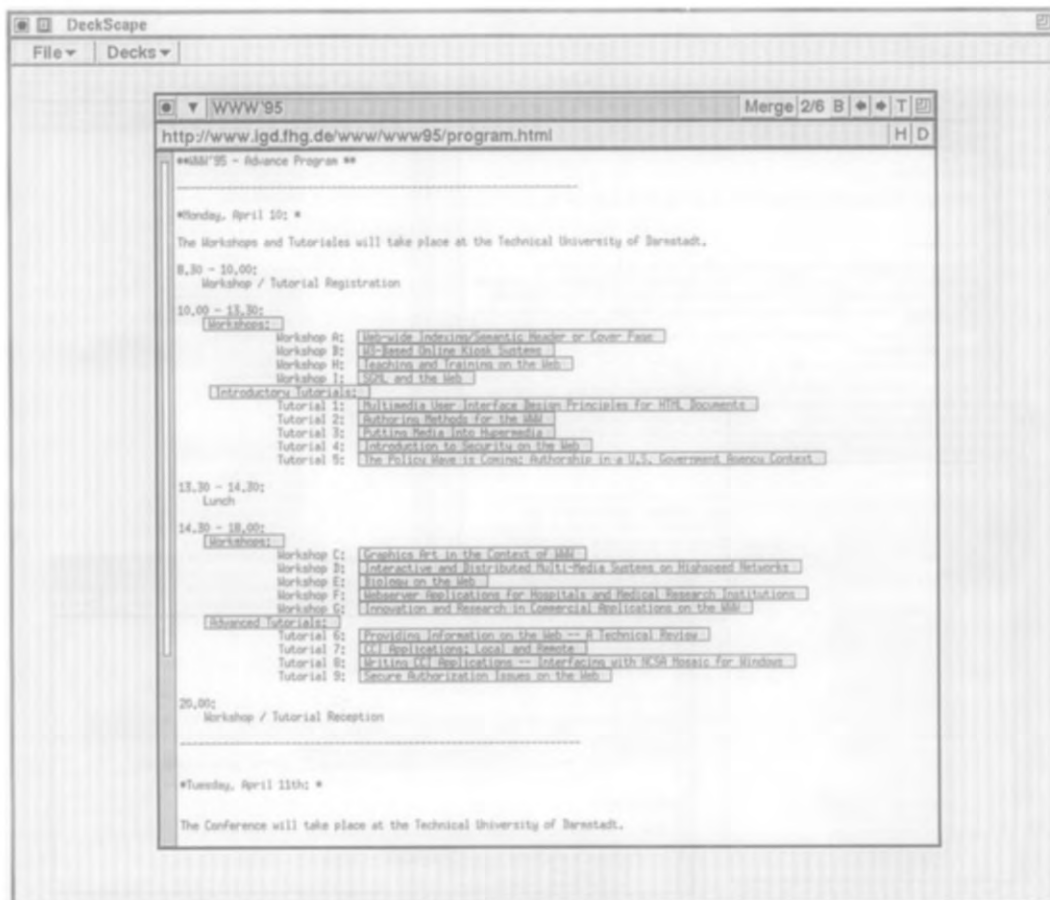 DeckScape
File Decks
WWW'95 Merge 2/6 B T
http://www.igd.fhg.de/www/www95/program.html H D
**WWW'95 - Advance Program **
*Monday, April 10: *
The Workshops and Tutoriales will take place at the Technical University of Darmstadt.
8.30 - 10.00:
Workshop / Tutorial Registration
10.00 - 13.30:
Workshops:
Workshop A: Web-wide Indexing/Semantic Header or Cover Page
Workshop B: W3-Based Online Kiosk Systems
Workshop H: Teaching and Training on the Web
Workshop I: SGML and the Web
Introductory Tutorials:
Tutorial 1: Multimedia User Interface Design Principles for HTML Documents
Tutorial 2: Authoring Methods for the WWW
Tutorial 3: Putting Media Into Hypermedia
Tutorial 4: Introduction to Security on the Web
Tutorial 5: The Policy Wave is Coming: Authorship in a U.S. Government Agency Context
13.30 - 14.30:
Lunch
14.30 - 18.00:
Workshops:
Workshop C: Graphics Art in the Context of WWW
Workshop D: Interactive and Distributed Multi-Media Systems on Highspeed Networks
Workshop E: Biology on the Web
Workshop F: Webserver Applications for Hospitals and Medical Research Institutions
Workshop G: Innovation and Research in Commercial Applications on the WWW
Advanced Tutorials:
Tutorial 6: Providing Information on the Web -- A Technical Review
Tutorial 7: CCI Applications: Local and Remote
Tutorial 8: Writing CCI Applications -- Interfacing with NCSA Mosaic for Windows
Tutorial 9: Secure Authorization Issues on the Web
20.00:
Workshop / Tutorial Reception
*Tuesday, April 11th: *
The Conference will take place at the Technical University of Darmstadt.